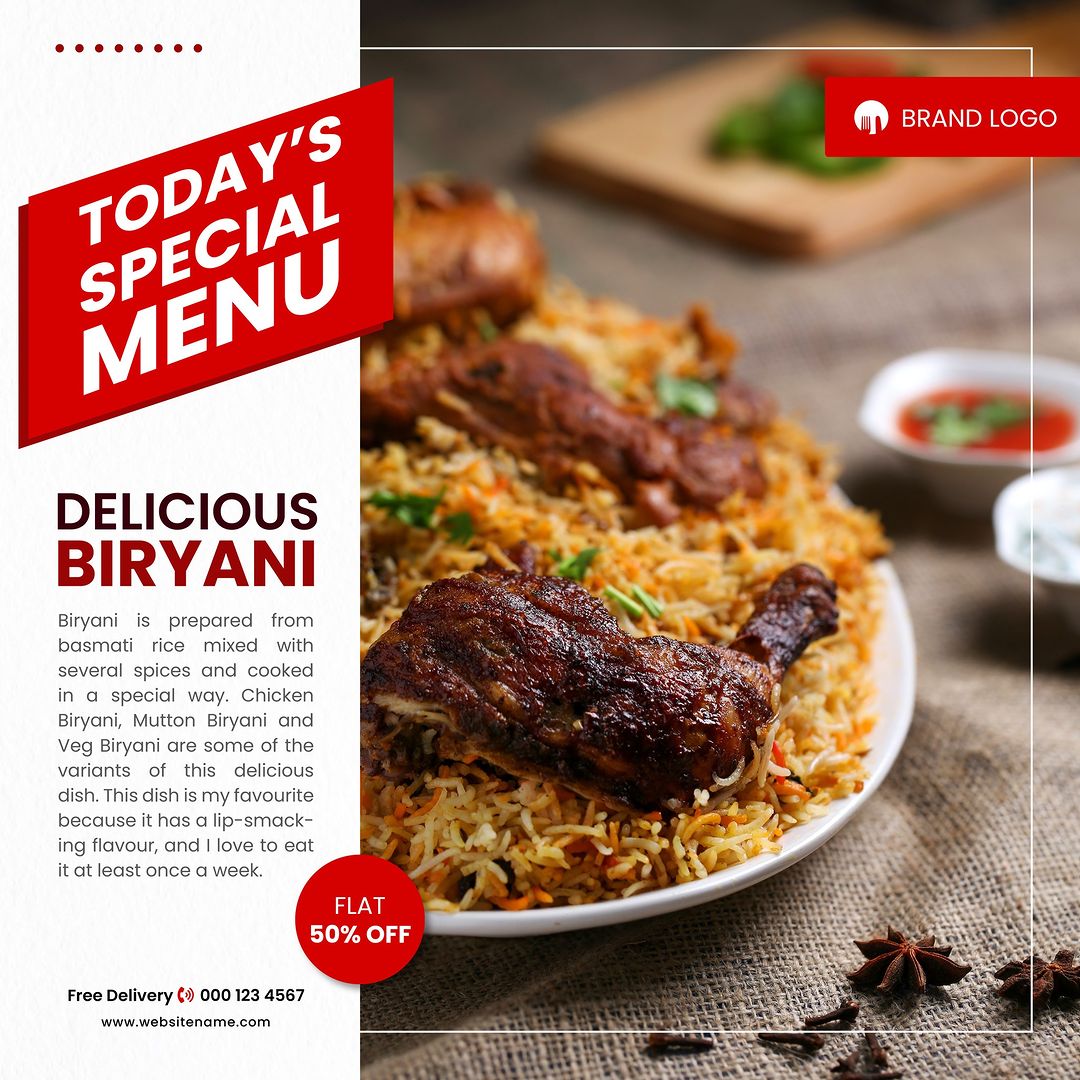 TODAY'S
SPECIAL
MENU
BRAND LOGO
DELICIOUS
BIRYANI
Biryani is prepared from
basmati rice mixed with
several spices and cooked
in a special way. Chicken
Biryani, Mutton Biryani and
Veg Biryani are some of the
variants of this delicious
dish. This dish is my favourite
because it has a lip-smack-
ing flavour, and I love to eat
it at least once a week.
FLAT
50% OFF
Free Delivery 000 123 4567
www.websitename.com